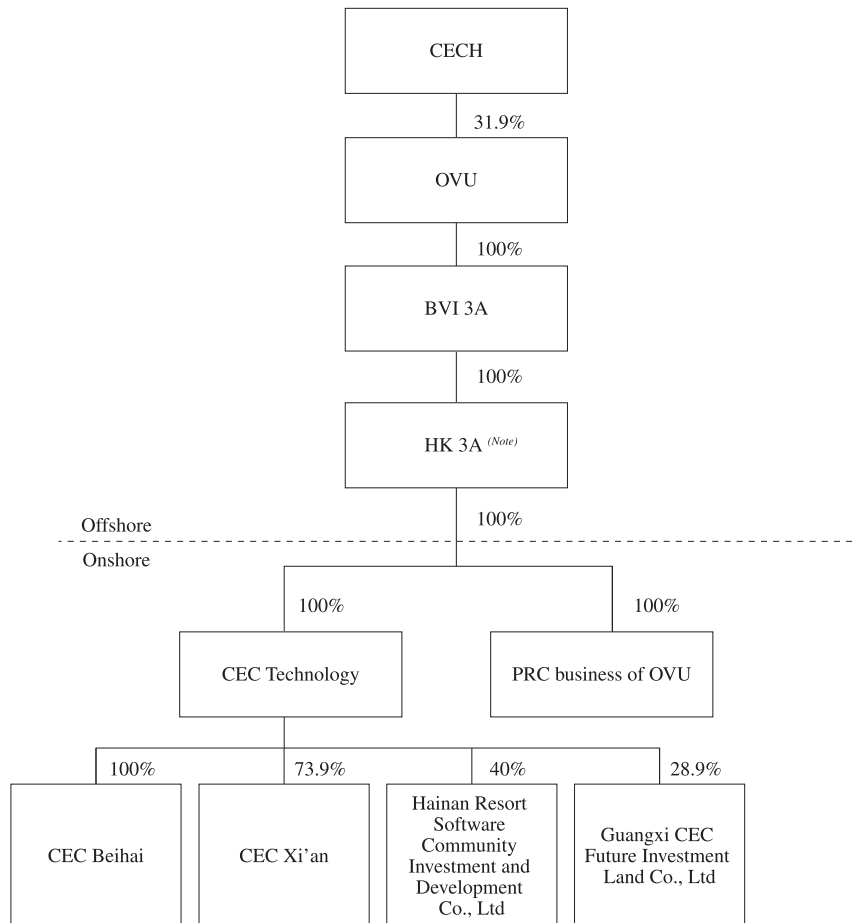 CECH
31.9%
OVU
100%
BVI 3A
100%
HK 3A (Note)
100%
Offshore
Onshore
100%
100%
CEC Technology
PRC business of OVU
100%
73.9%
40%
28.9%
CEC Beihai
CEC Xi’an
Hainan Resort
Software
Community
Investment and
Development
Co., Ltd
Guangxi CEC
Future Investment
Land Co., Ltd